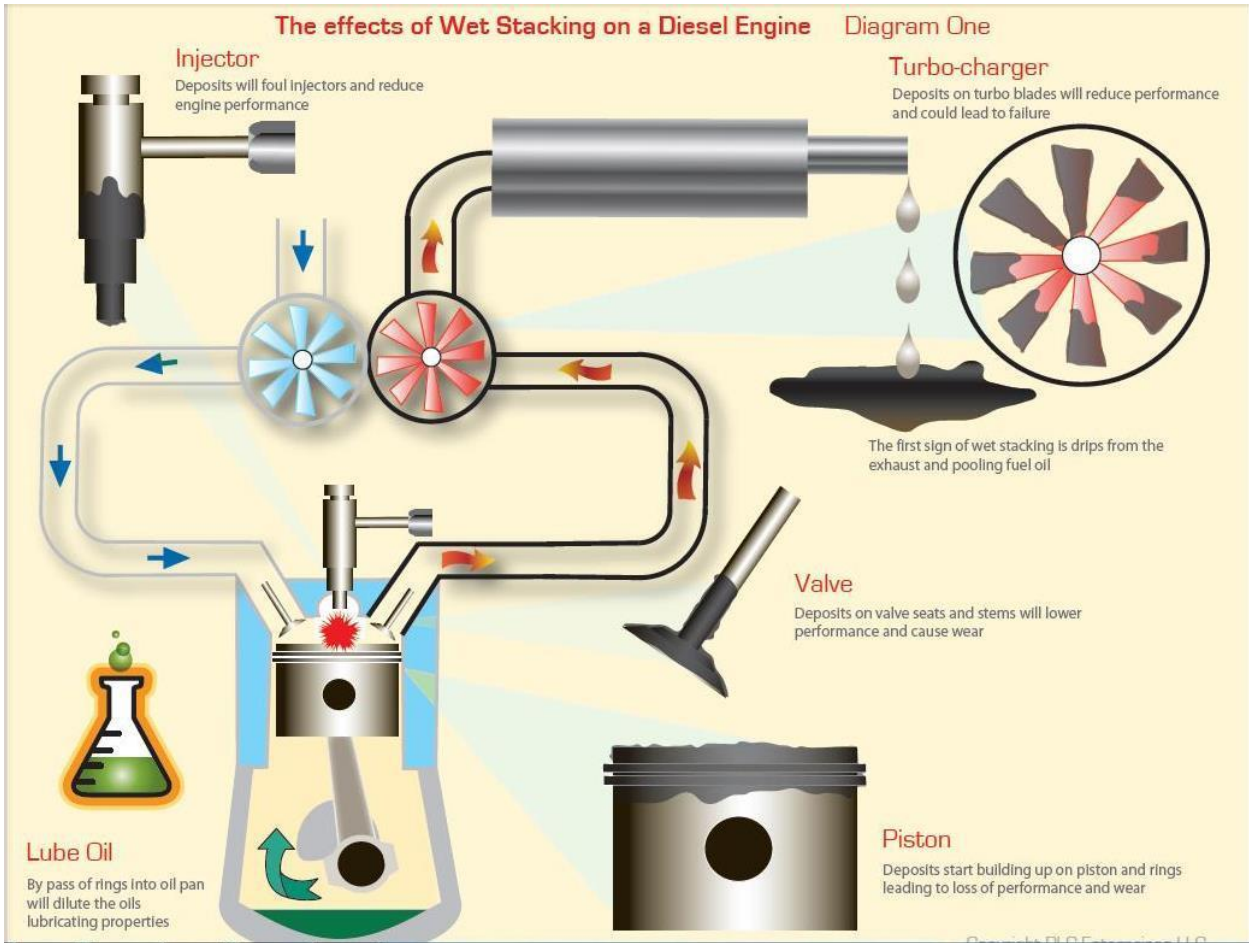 The effects of Wet Stacking on a Diesel Engine Diagram One
Injector
Deposits will foul injectors and reduce
engine performance
Turbo-charger
Deposits on turbo blades will reduce performance
and could lead to failure
The first sign of wet stacking is drips from the
exhaust and pooling fuel oil
Valve
Deposits on valve seats and stems will lower
performance and cause wear
Lube Oil
By pass of rings into oil pan
will dilute the oils
lubricating properties
Piston
Deposits start building up on piston and rings
leading to loss of performance and wear